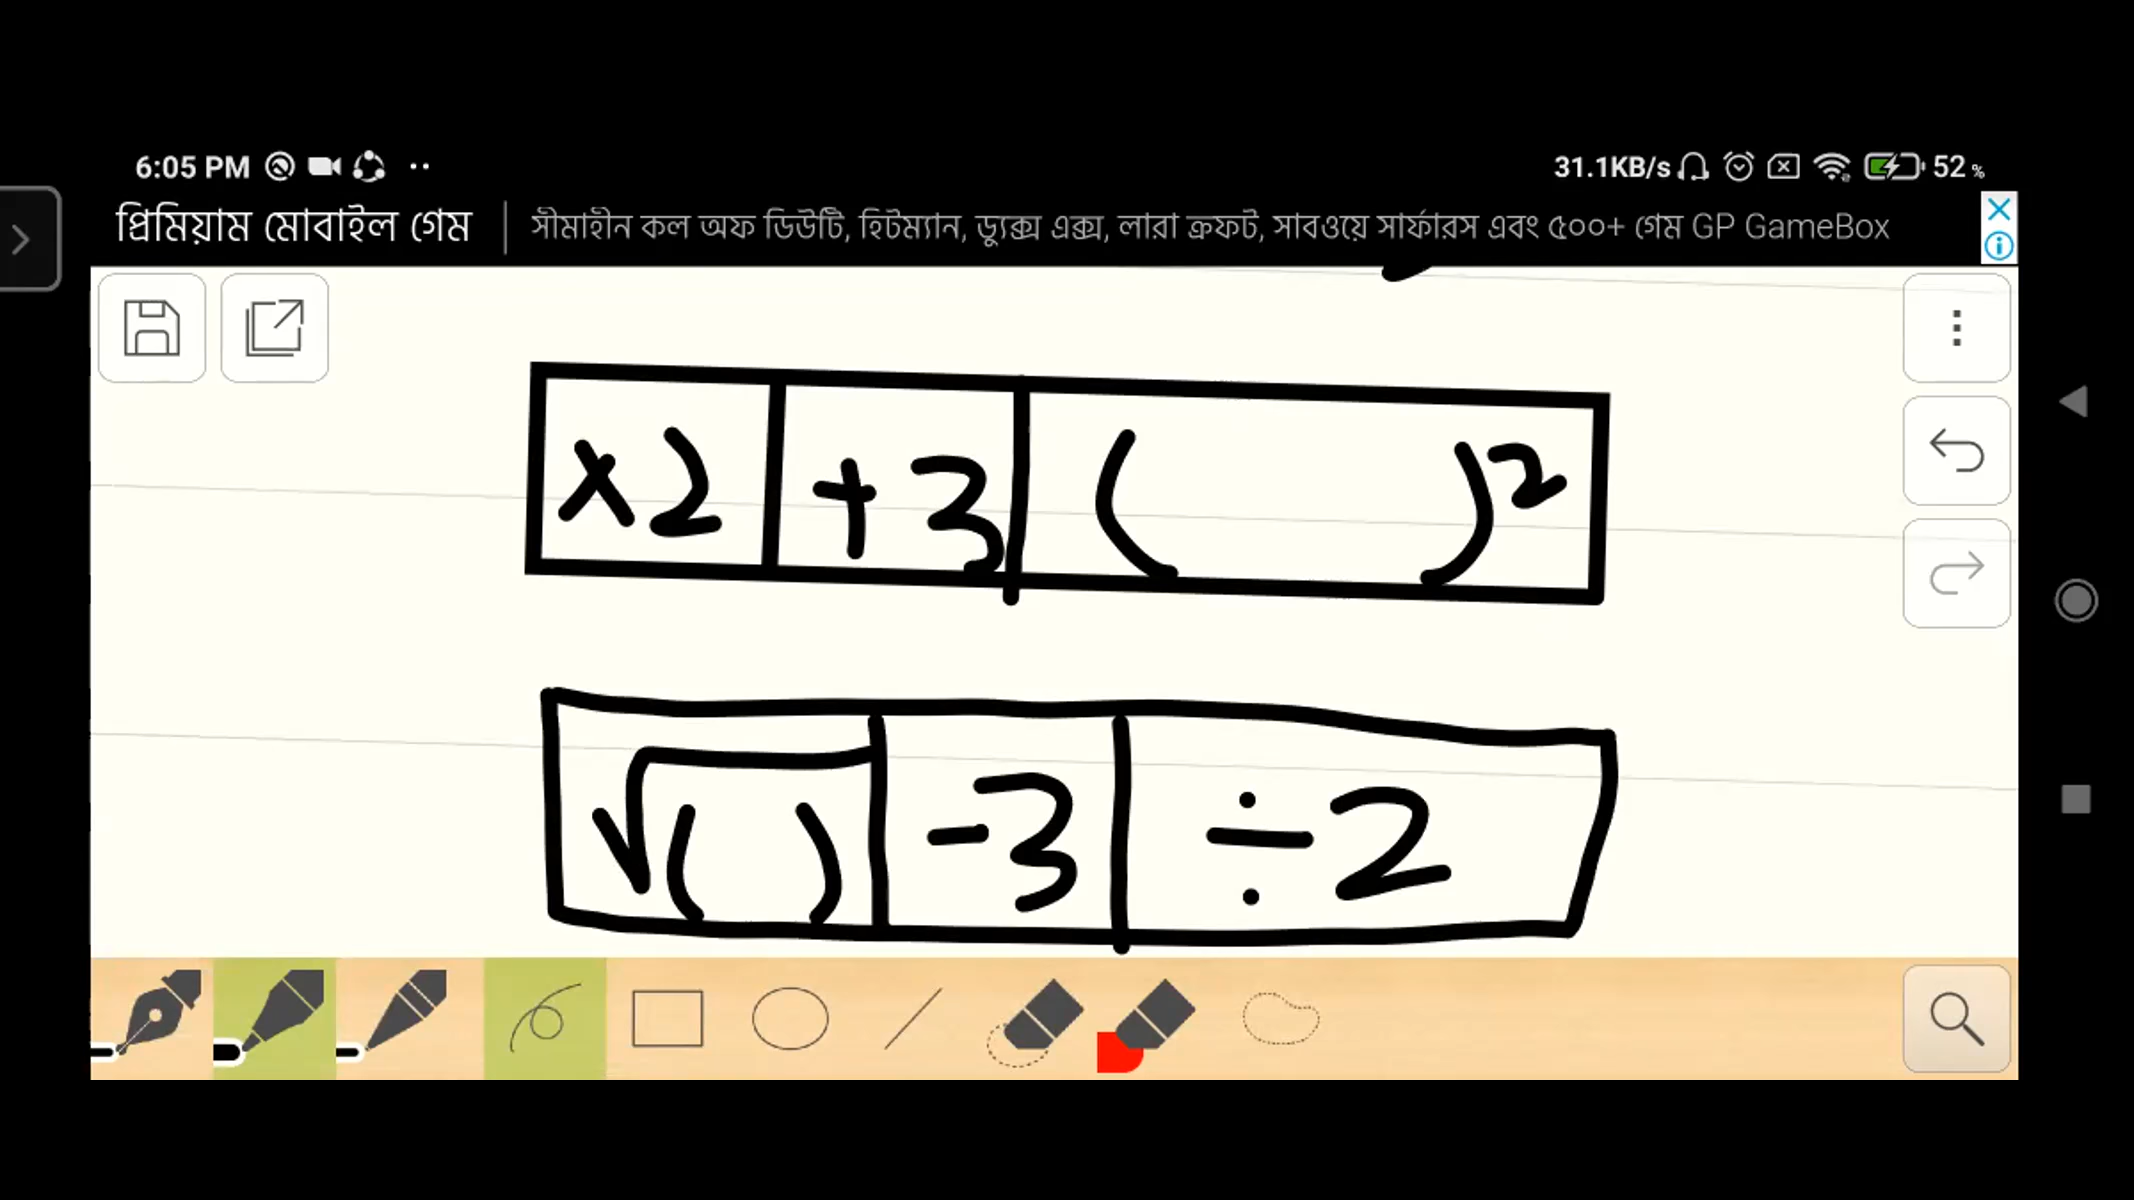 6:05 PM 31.1KB/s 52 %
প্রিমিয়াম মোবাইল গেম সীমাহীন কল অফ ডিউটি, হিটম্যান, ড্যুক্স এক্স, লারা ক্রফট, সাবওয়ে সার্ফারস এবং ৫০০+ গেম GP GameBox
×2 +3 ( )²
√( ) -3 ÷2